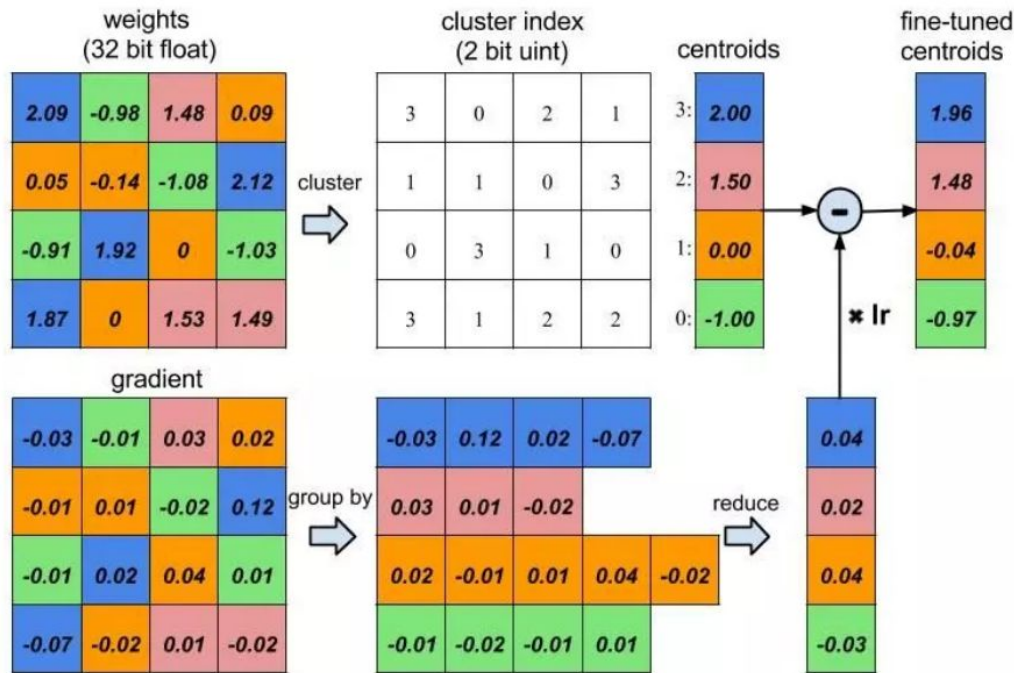 weights
(32 bit float)
cluster index
(2 bit uint)
centroids
fine-tuned
centroids
2.09 -0.98 1.48 0.09
3 0 2 1
3: 2.00
1.96
0.05 -0.14 -1.08 2.12
cluster
1 1 0 3
2: 1.50
1.48
-0.91 1.92 0 -1.03
0 3 1 0
1: 0.00
-0.04
1.87 0 1.53 1.49
3 1 2 2
0: -1.00
-0.97
-
× lr
gradient
-0.03 -0.01 0.03 0.02
-0.03 0.12 0.02 -0.07
0.04
-0.01 0.01 -0.02 0.12
group by
0.03 0.01 -0.02
reduce
0.02
-0.01 0.02 0.04 0.01
0.02 -0.01 0.01 0.04 -0.02
0.04
-0.07 -0.02 0.01 -0.02
-0.01 -0.02 -0.01 0.01
-0.03